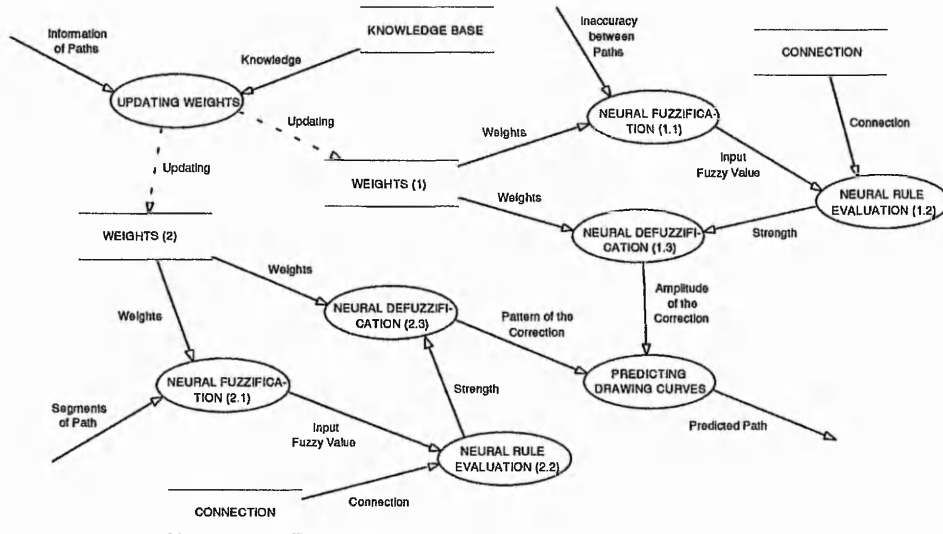 Information
of Paths
KNOWLEDGE BASE
Knowledge
UPDATING WEIGHTS
Updating
Updating
Inaccuracy
between
Paths
CONNECTION
NEURAL FUZZIFICA-
TION (1.1)
Connection
Weights
Input
Fuzzy Value
WEIGHTS (1)
NEURAL RULE
EVALUATION (1.2)
Weights
WEIGHTS (2)
NEURAL DEFUZZIFI-
CATION (1.3)
Strength
Weights
Amplitude
of the
Correction
NEURAL DEFUZZIFI-
CATION (2.3)
Pattern of the
Correction
Weights
PREDICTING
DRAWING CURVES
NEURAL FUZZIFICA-
TION (2.1)
Strength
Segments
of Path
Input
Fuzzy Value
Predicted Path
NEURAL RULE
EVALUATION (2.2)
Connection
CONNECTION